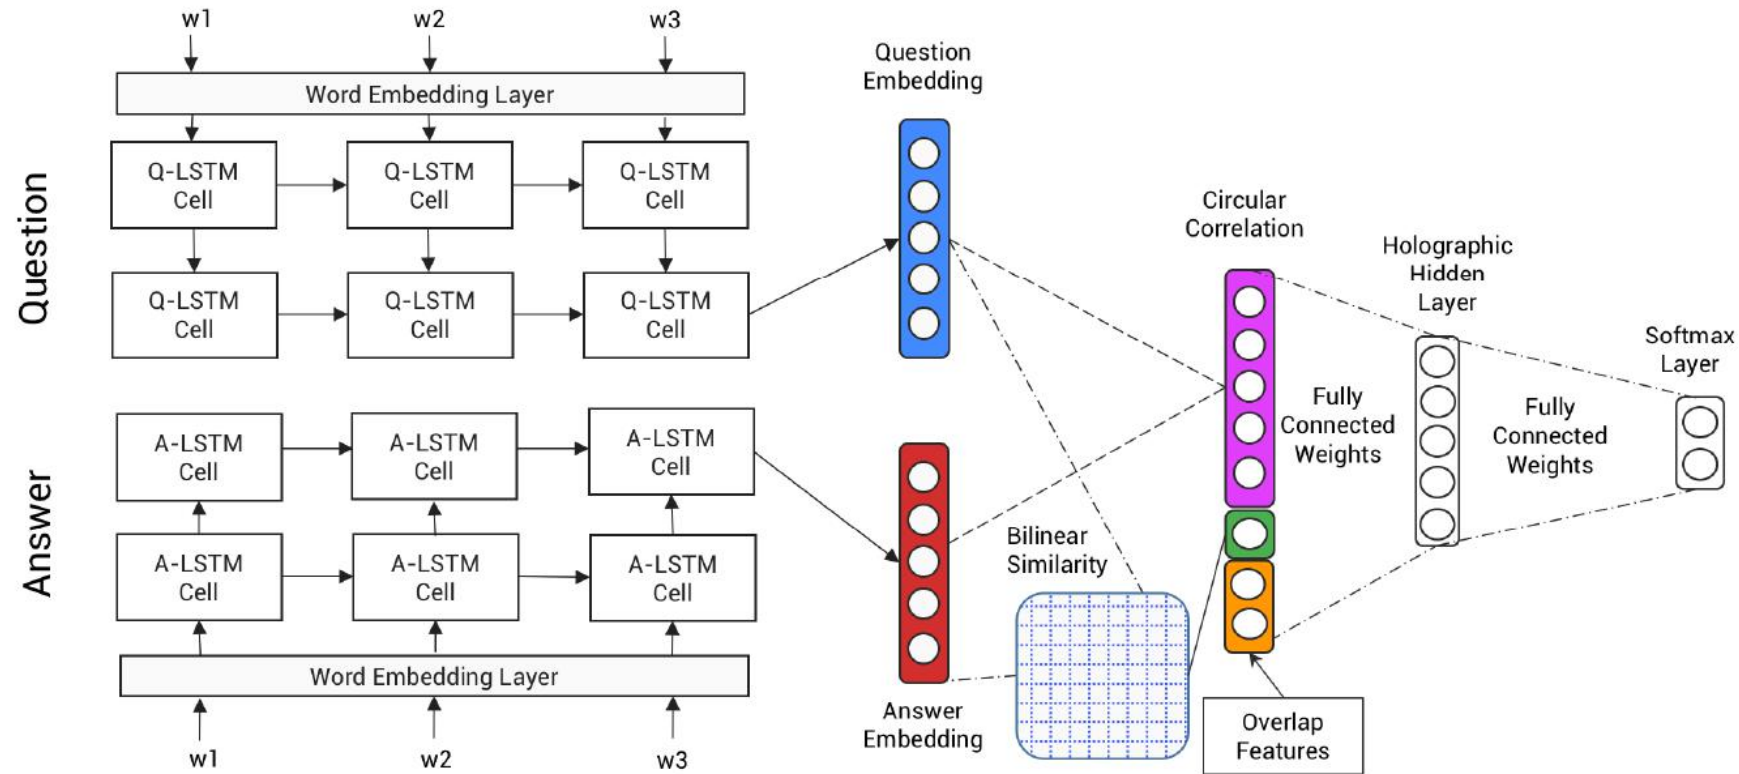 w1
w2
w3
Word Embedding Layer
Question
Q-LSTM
Cell
Q-LSTM
Cell
Q-LSTM
Cell
Q-LSTM
Cell
Q-LSTM
Cell
Q-LSTM
Cell
Answer
A-LSTM
Cell
A-LSTM
Cell
A-LSTM
Cell
A-LSTM
Cell
A-LSTM
Cell
A-LSTM
Cell
Word Embedding Layer
w1
w2
w3
Question
Embedding
Answer
Embedding
Bilinear
Similarity
Circular
Correlation
Overlap
Features
Fully
Connected
Weights
Holographic
Hidden
Layer
Fully
Connected
Weights
Softmax
Layer